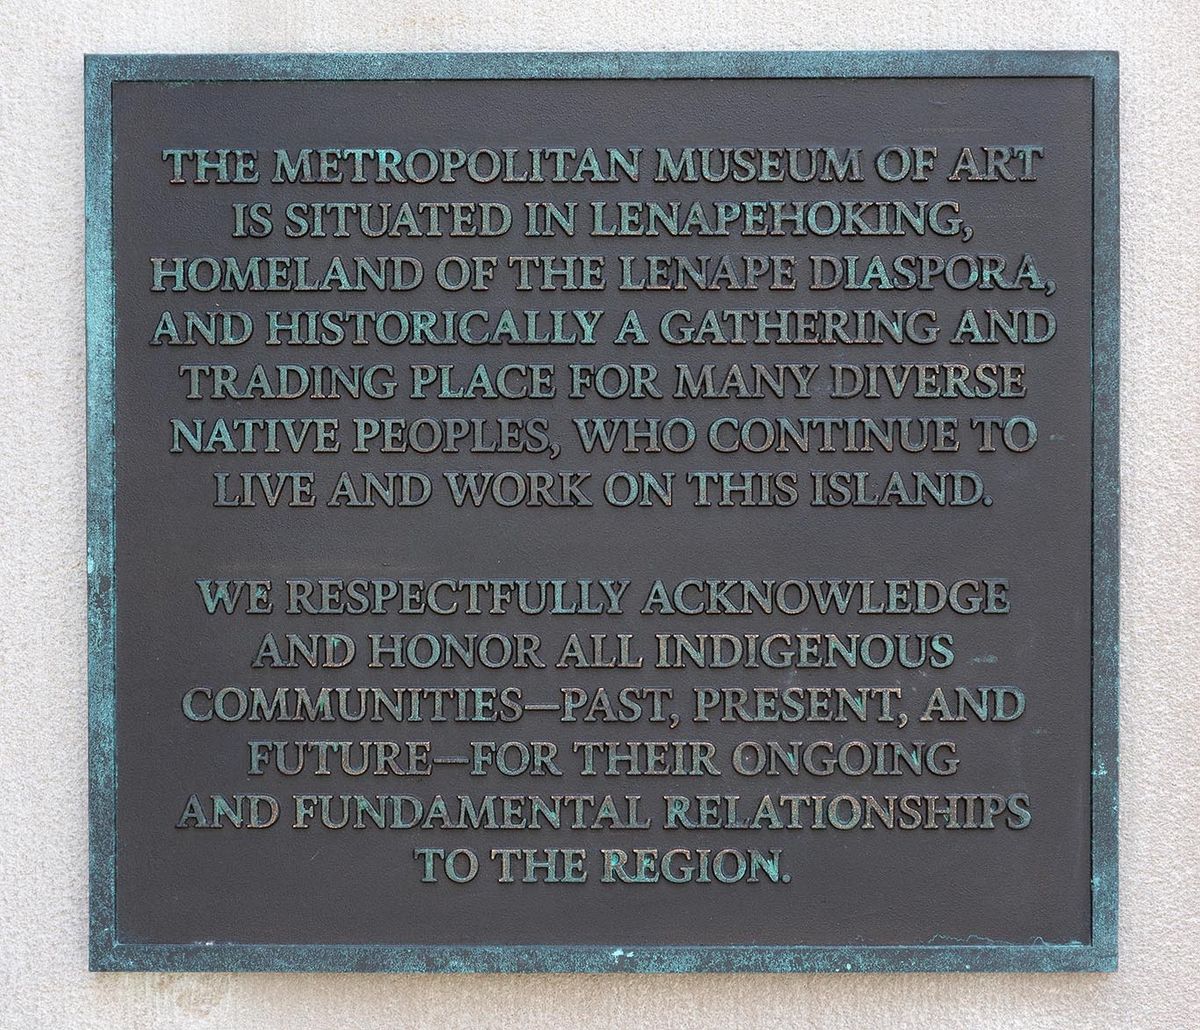 THE METROPOLITAN MUSEUM OF ART
IS SITUATED IN LENAPEHOKING,
HOMELAND OF THE LENAPE DIASPORA,
AND HISTORICALLY A GATHERING AND
TRADING PLACE FOR MANY DIVERSE
NATIVE PEOPLES, WHO CONTINUE TO
LIVE AND WORK ON THIS ISLAND.
WE RESPECTFULLY ACKNOWLEDGE
AND HONOR ALL INDIGENOUS
COMMUNITIES—PAST, PRESENT, AND
FUTURE—FOR THEIR ONGOING
AND FUNDAMENTAL RELATIONSHIPS
TO THE REGION.